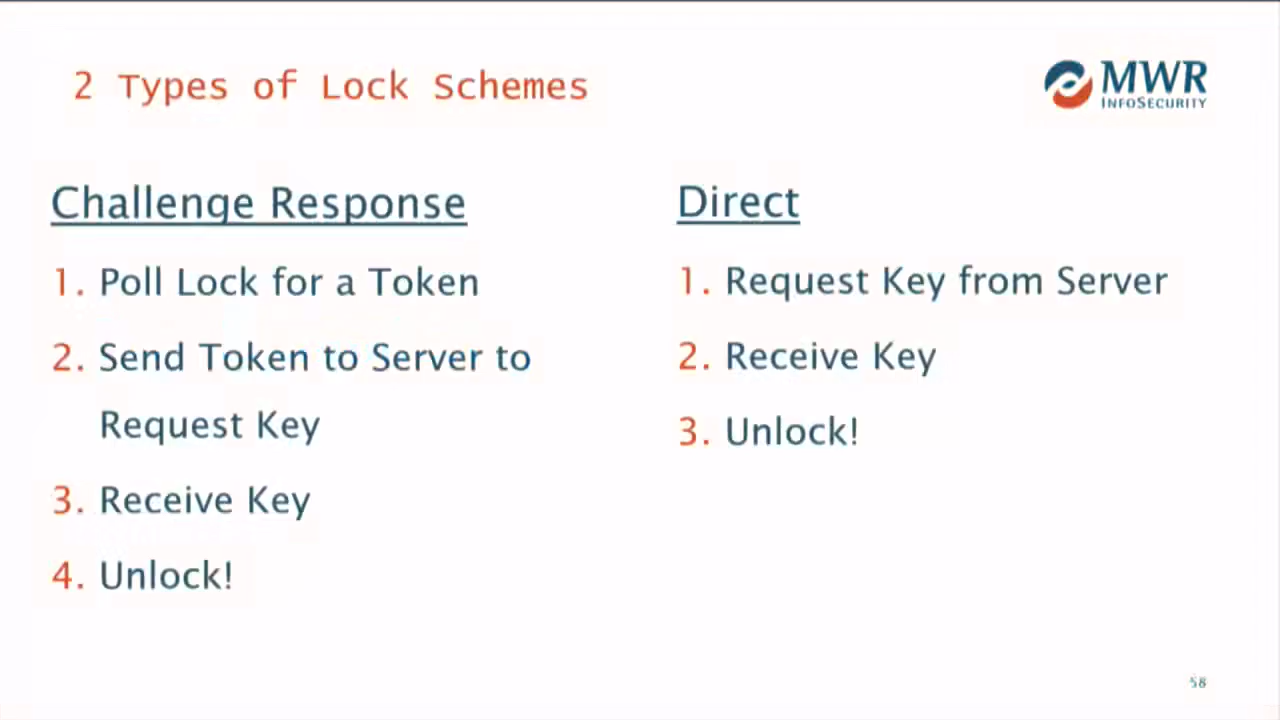 2 Types of Lock Schemes
MWR
INFOSECURITY
Challenge Response
1. Poll Lock for a Token
2. Send Token to Server to
Request Key
3. Receive Key
4. Unlock!
Direct
1. Request Key from Server
2. Receive Key
3. Unlock!
58